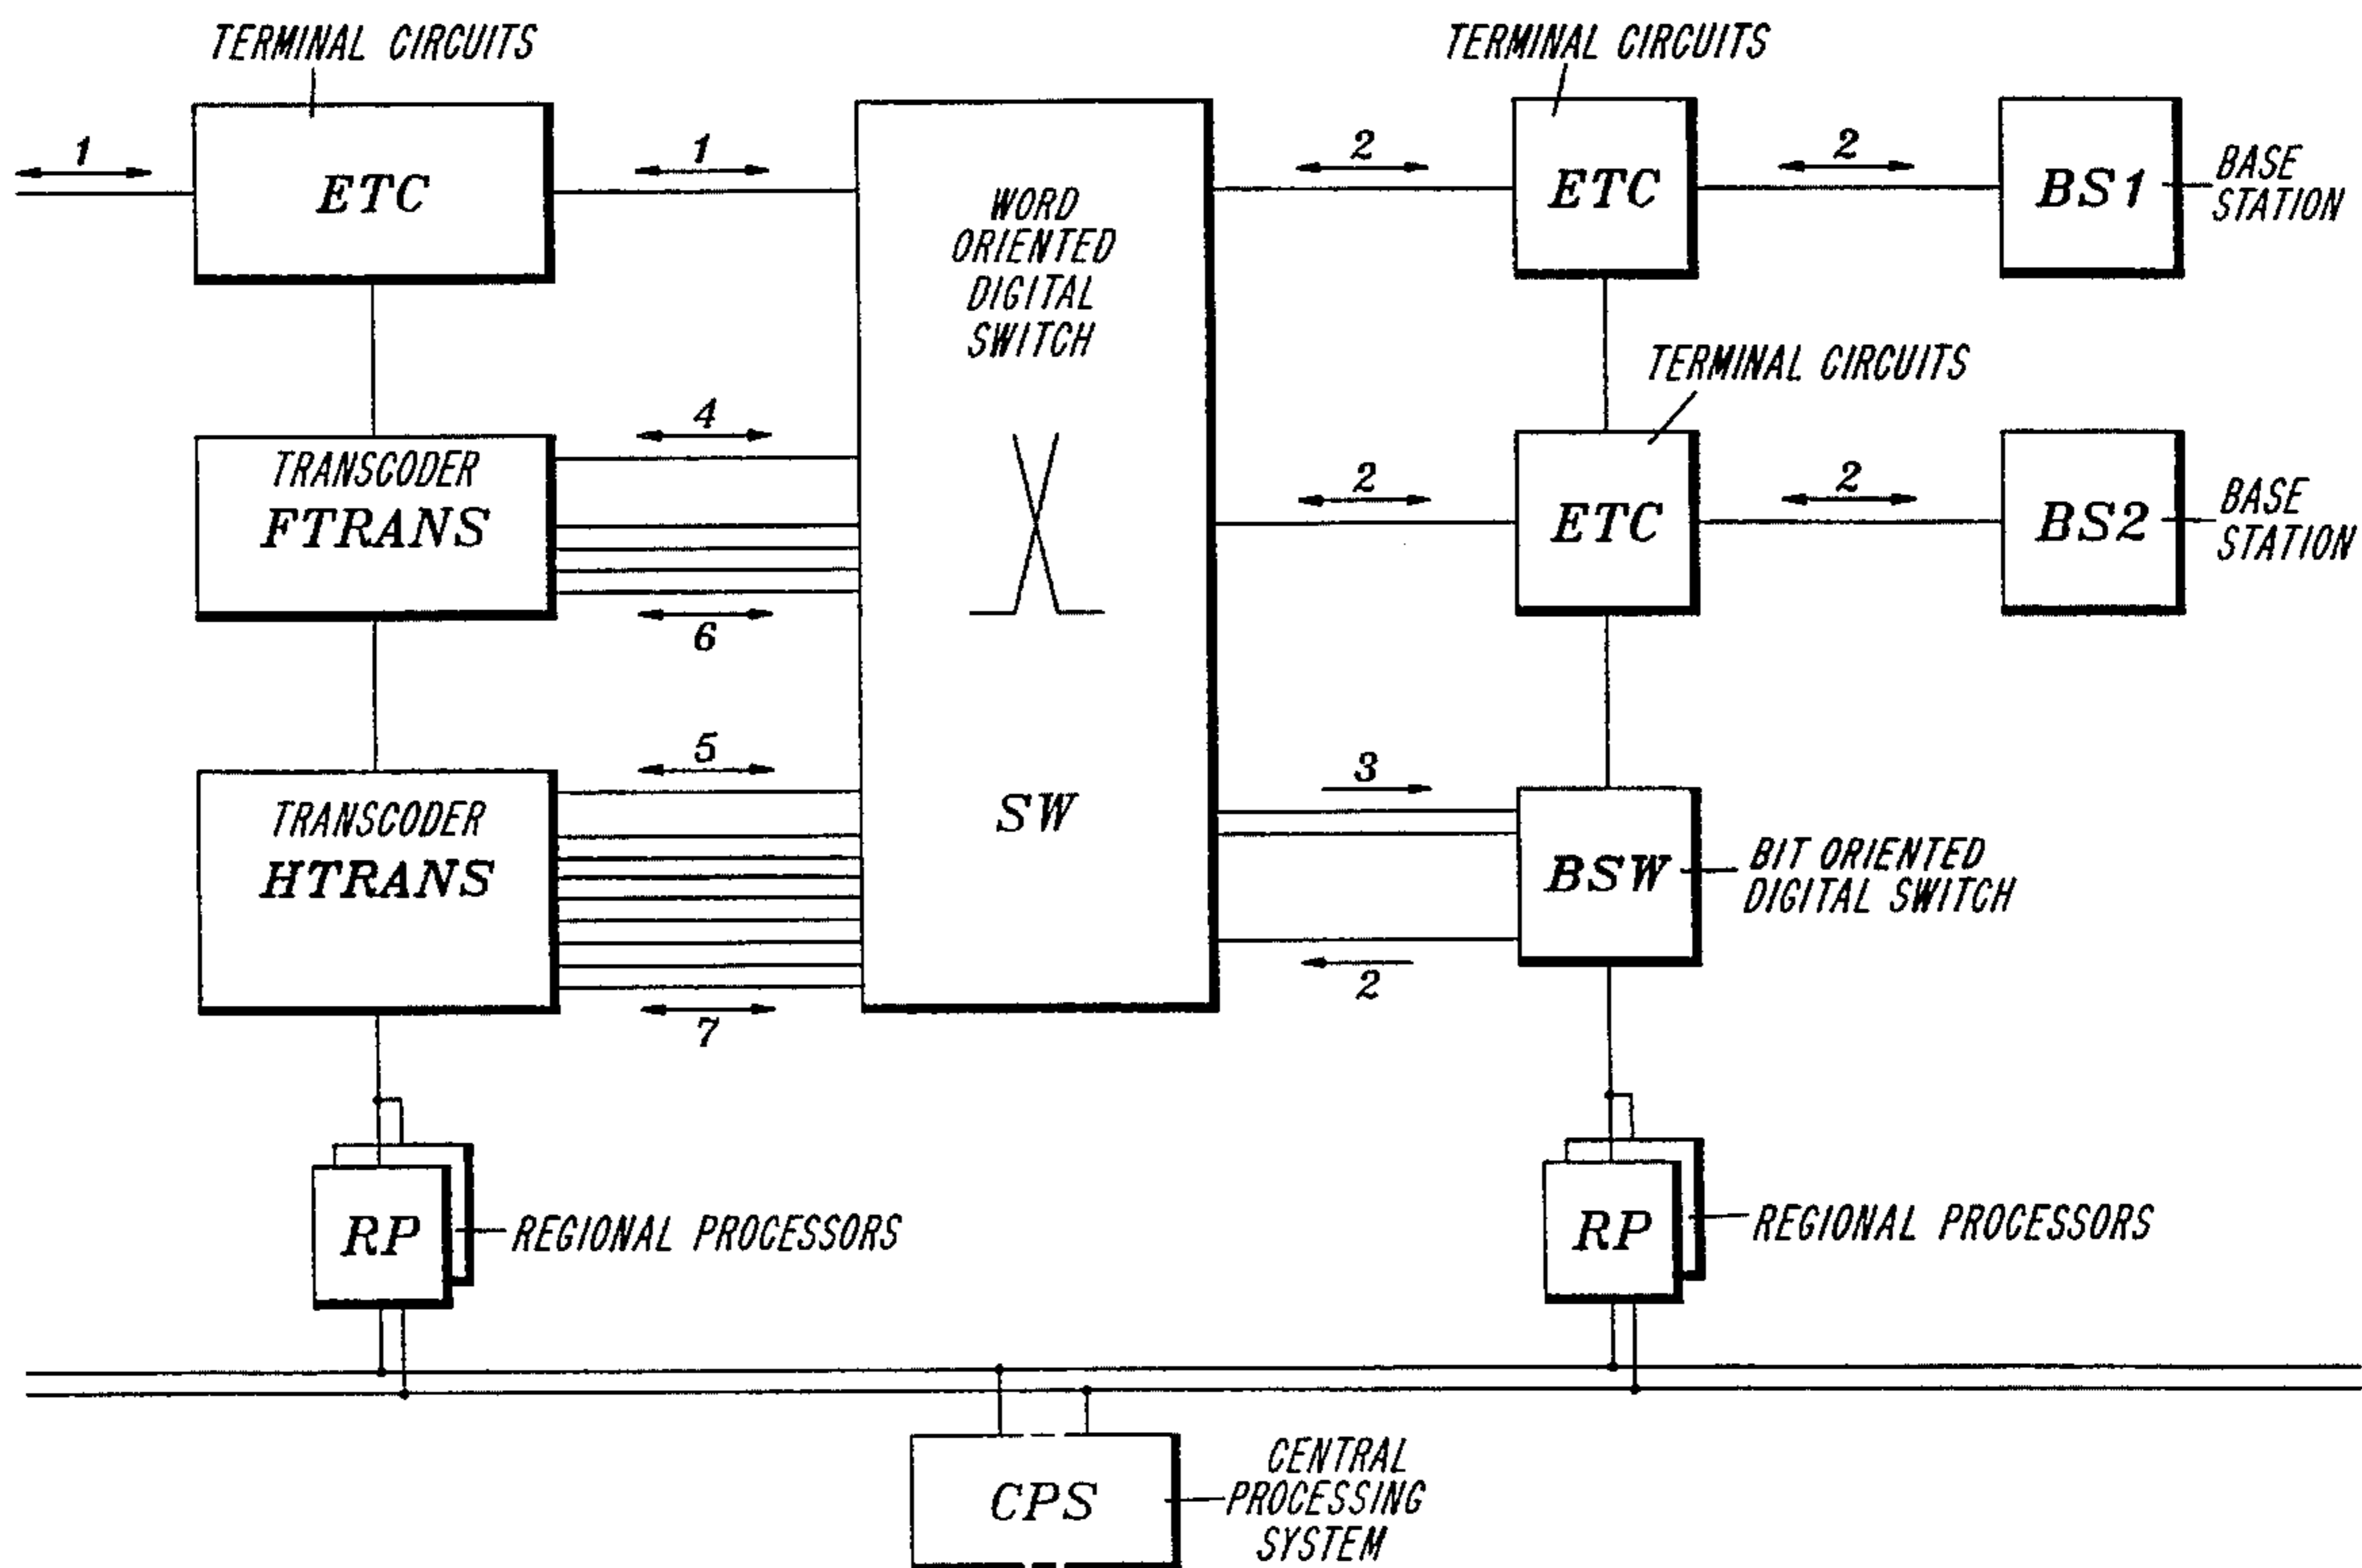 TERMINAL CIRCUITS
TERMINAL CIRCUITS
1
ETC
1
2
ETC
2
BS1
BASE
STATION
WORD
ORIENTED
DIGITAL
SWITCH
TERMINAL CIRCUITS
4
TRANSCODER
FTRANS
6
2
ETC
2
BS2
BASE
STATION
5
TRANSCODER
HTRANS
7
SW
3
BSW
BIT ORIENTED
DIGITAL SWITCH
2
RP
REGIONAL PROCESSORS
RP
REGIONAL PROCESSORS
CPS
CENTRAL
PROCESSING
SYSTEM